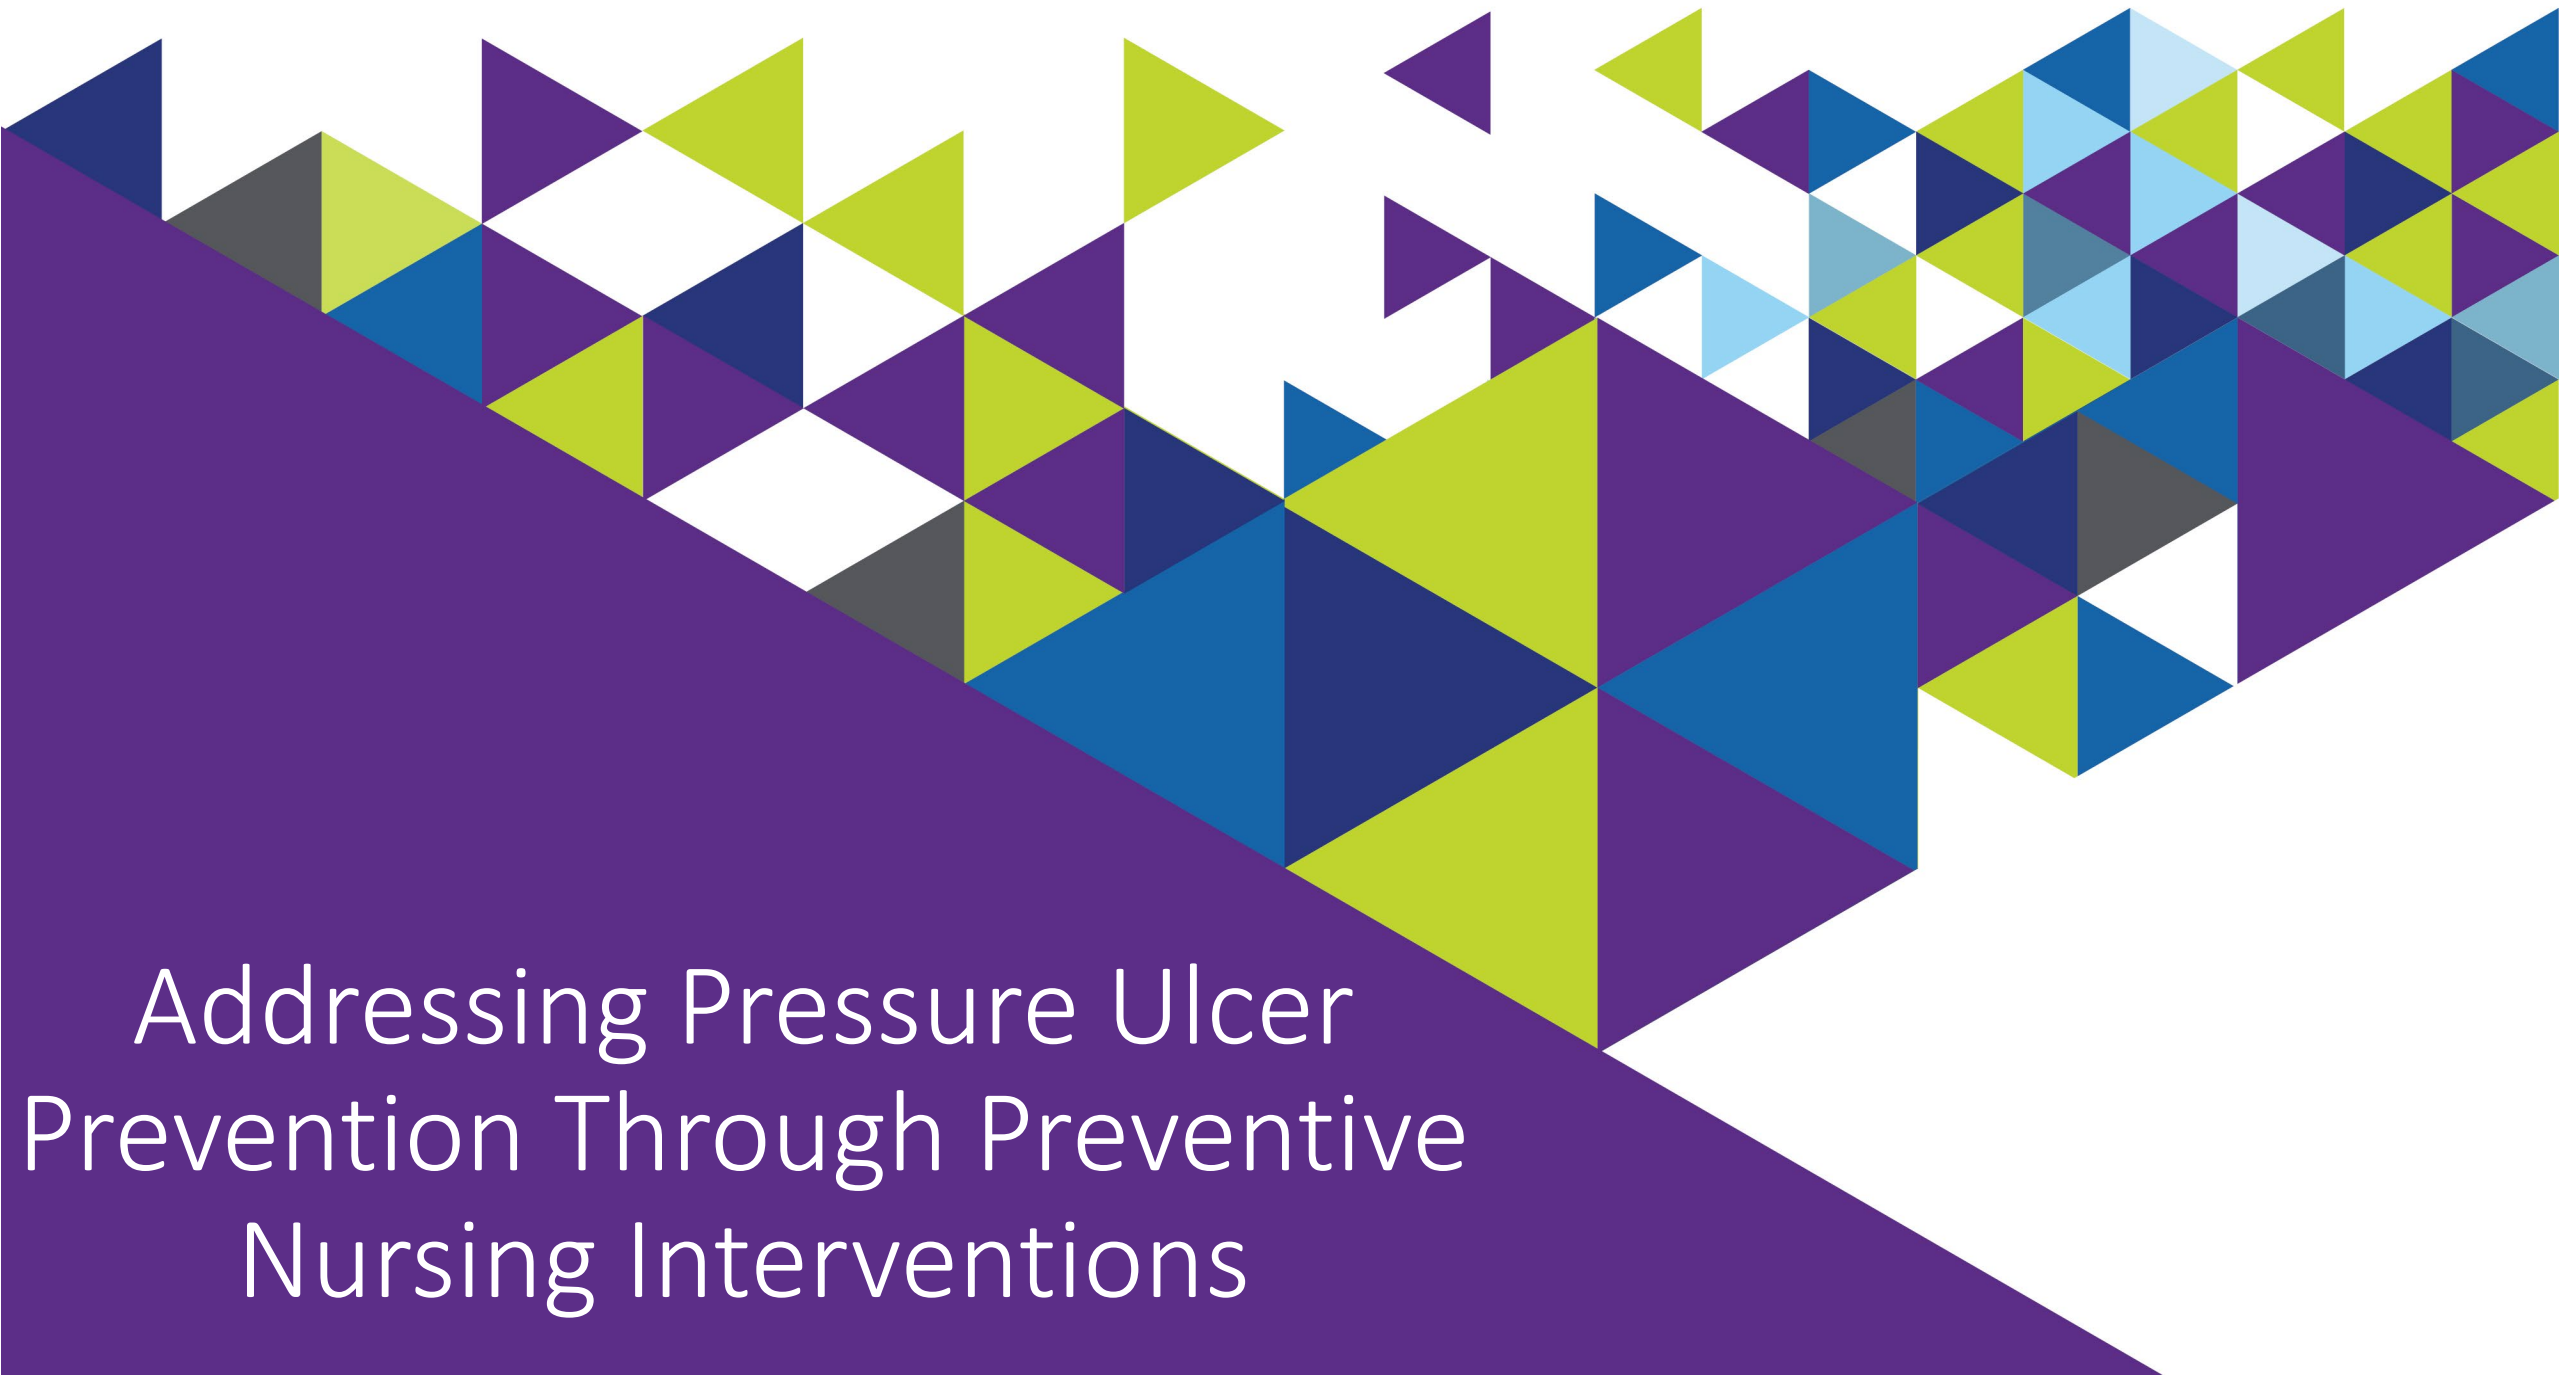 Addressing Pressure Ulcer
Prevention Through Preventive
Nursing Interventions